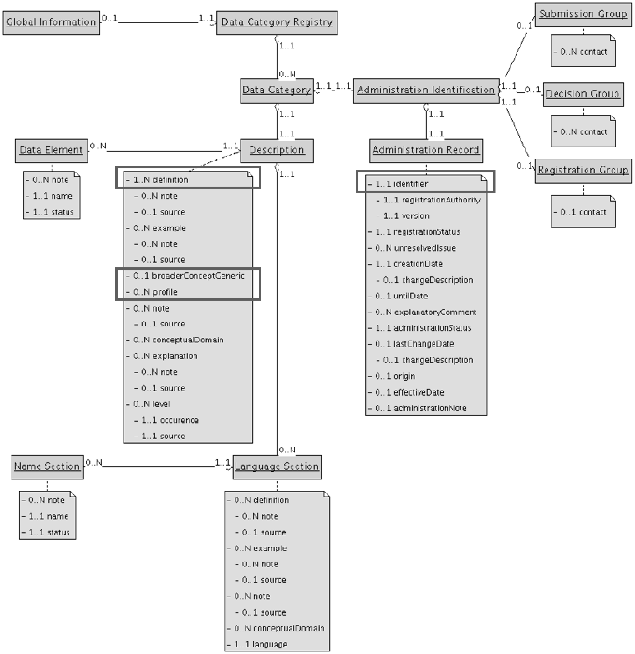 Global Information
0..1
1..1
Data Category Registry
1..1
0..N
Data Category
1..1
1..1
Administration Identification
0..1
1..1
Submission Group
- 0..N contact
1..1
0..1
Decision Group
- 0..N contact
1..1
0..1
Registration Group
- 0..1 contact
1..1
1..1
Data Element
0..N
1..1
Description
1..1
1..1
Administration Record
- 0..N note
- 1..1 name
- 1..1 status
- 1..N definition
- 0..N note
- 0..1 source
- 0..N example
- 0..N note
- 0..1 source
- 0..1 broaderConceptGeneric
- 0..N profile
- 0..N note
- 0..1 source
- 0..N conceptualDomain
- 0..N explanation
- 0..N note
- 0..1 source
- 0..N level
- 1..1 occurence
1..1 source
1..1
- 1..1 identifier
- 1..1 registrationAuthority
1..1 version
- 1..1 registrationStatus
- 0..N unresolvedIssue
- 1..1 creationDate
- 0..1 changeDescription
- 0..1 untilDate
- 0..N explanatoryComment
- 1..1 administrationStatus
- 0..1 lastChangeDate
- 0..1 changeDescription
- 0..1 origin
- 0..1 effectiveDate
- 0..1 administrationNote
Name Section
0..N
1..1
0..N
Language Section
- 0..N note
- 1..1 name
- 1..1 status
- 0..N definition
- 0..N note
- 0..1 source
- 0..N example
- 0..N note
- 0..1 source
- 0..N note
- 0..1 source
- 0..N conceptualDomain
- 1..1 language